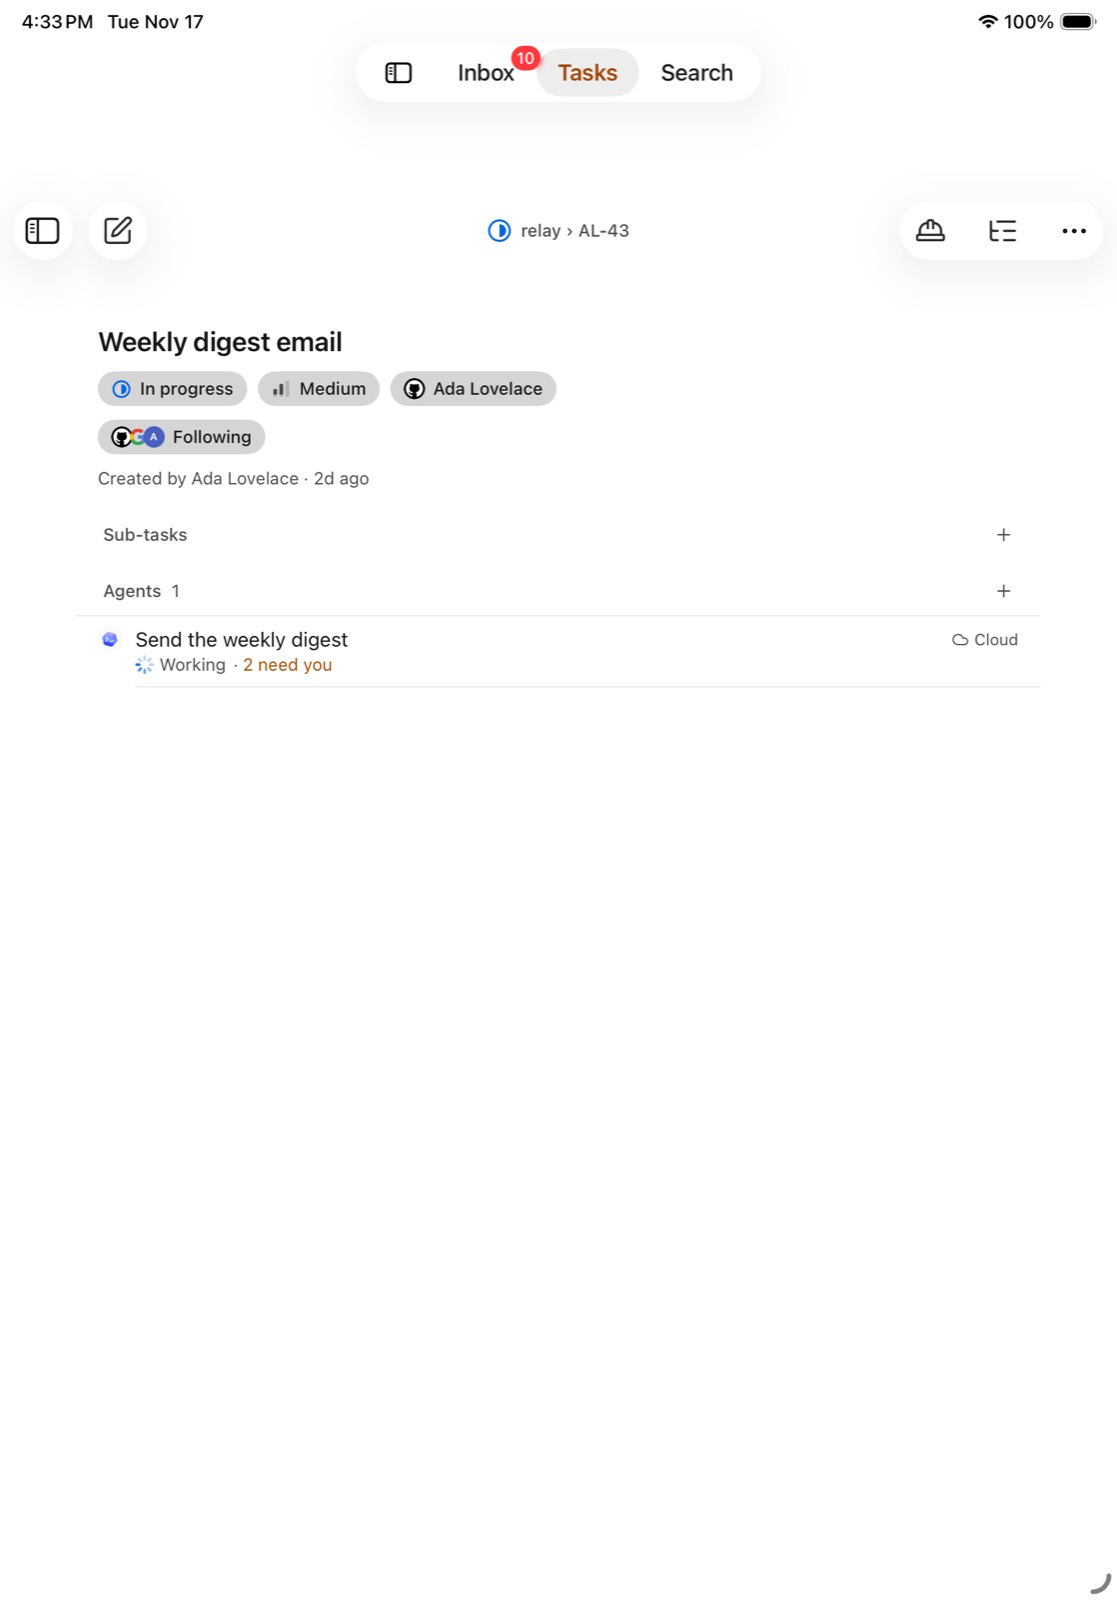 4:33 PM Tue Nov 17
100%
Inbox 10 Tasks Search
relay › AL-43
Weekly digest email
In progress Medium Ada Lovelace
A Following
Created by Ada Lovelace · 2d ago
Sub-tasks
Agents 1
Send the weekly digest Cloud
Working · 2 need you